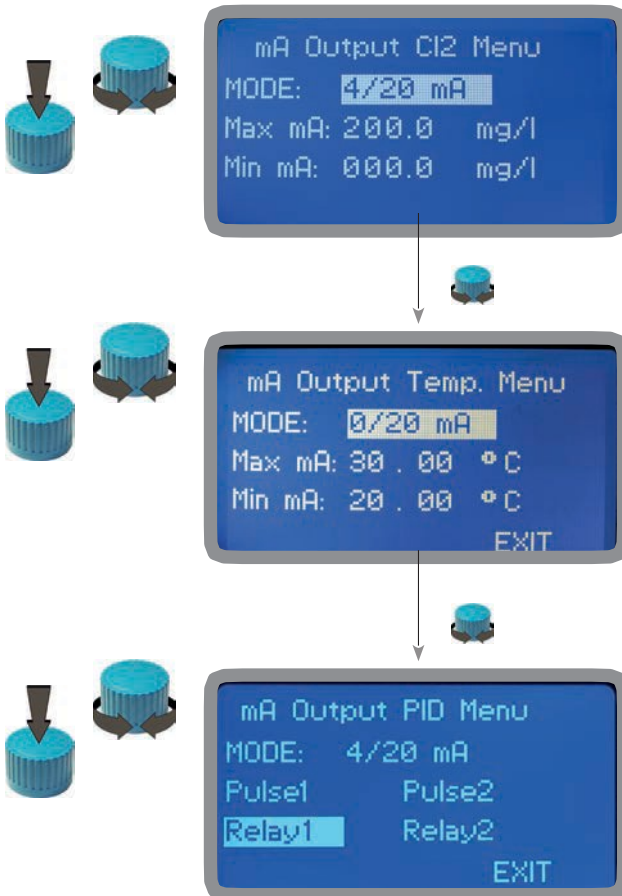 mA Output Cl2 Menu
MODE: 4/20 mA
Max mA: 200.0 mg/l
Min mA: 000.0 mg/l
mA Output Temp. Menu
MODE: 0/20 mA
Max mA: 30 . 00 °C
Min mA: 20 . 00 °C
EXIT
mA Output PID Menu
MODE: 4/20 mA
Pulse1 Pulse2
Relay1 Relay2
EXIT